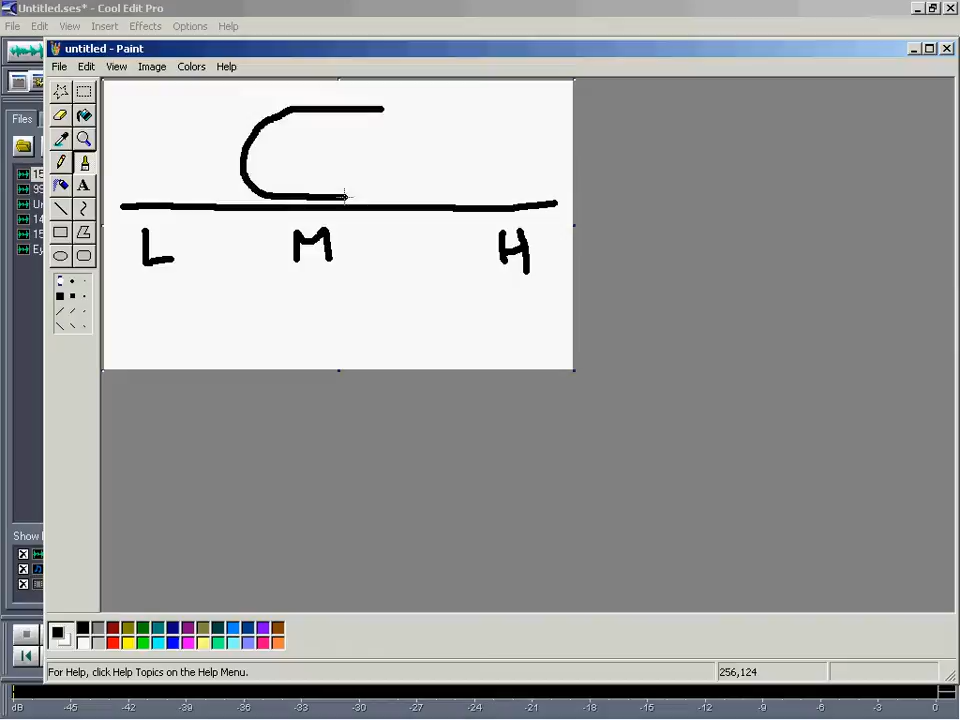 Untitled.ses* - Cool Edit Pro
File Edit View Insert Effects Options Help
untitled - Paint
File Edit View Image Colors Help
Files
A
L M H
Show
For Help, click Help Topics on the Help Menu.
256,124
dB -45 -42 -39 -36 -33 -30 -27 -24 -21 -18 -15 -12 -9 -6 -3 0